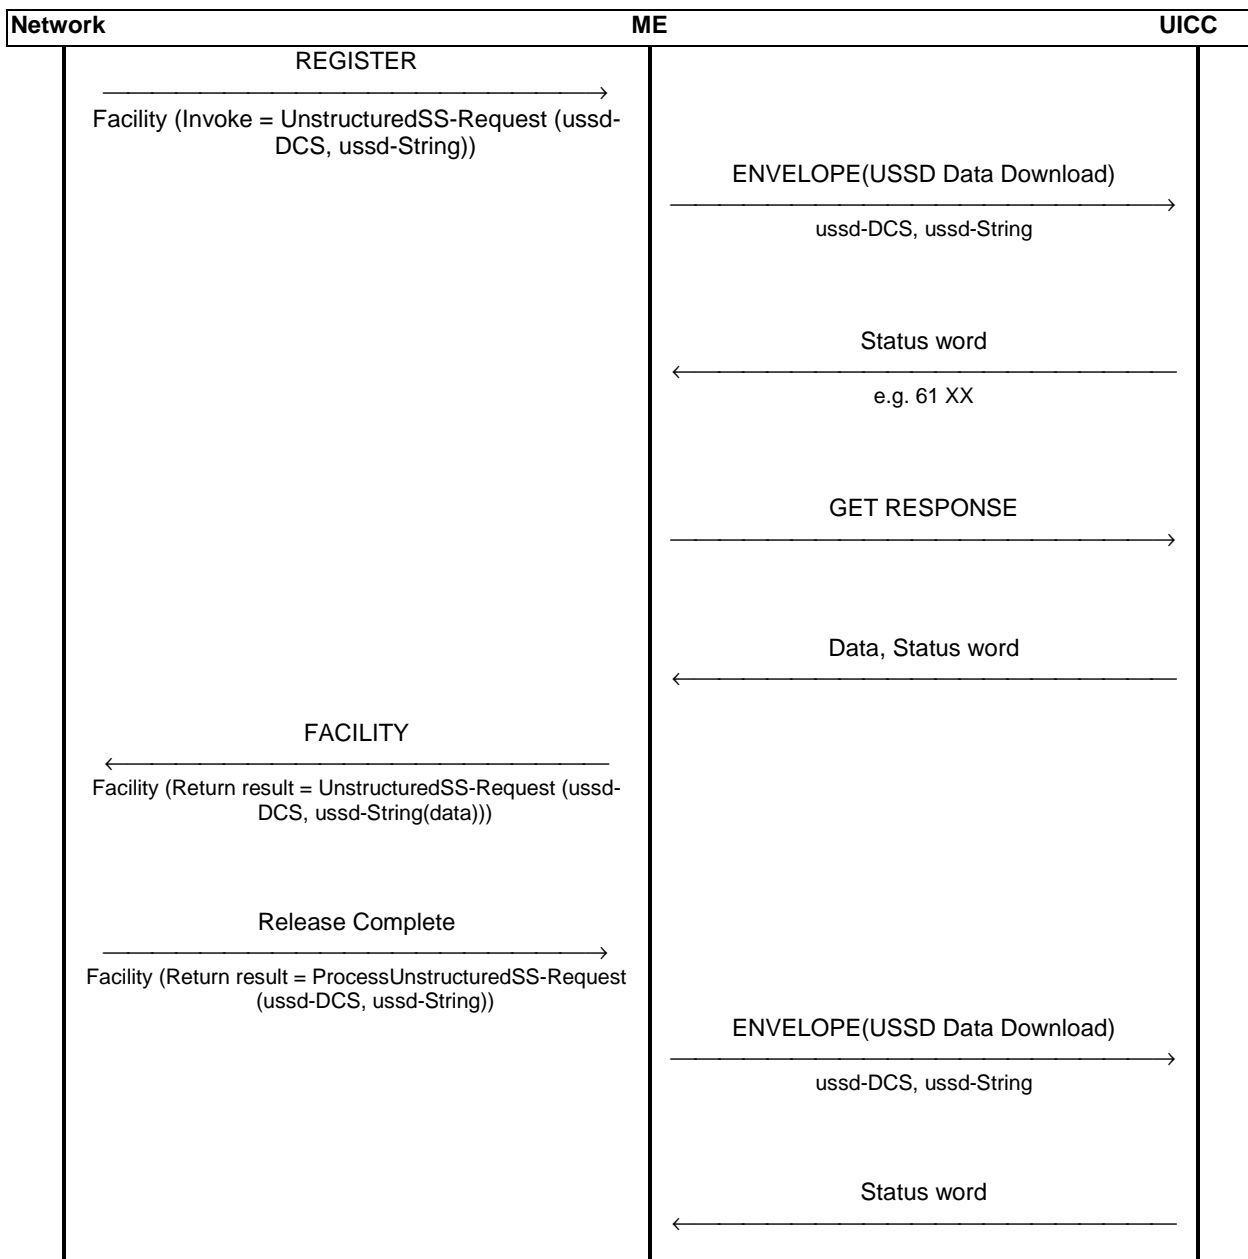 Network ME UICC
REGISTER
Facility (Invoke = UnstructuredSS-Request (ussd-
DCS, ussd-String))
ENVELOPE(USSD Data Download)
ussd-DCS, ussd-String
Status word
e.g. 61 XX
GET RESPONSE
Data, Status word
FACILITY
Facility (Return result = UnstructuredSS-Request (ussd-
DCS, ussd-String(data)))
Release Complete
Facility (Return result = ProcessUnstructuredSS-Request
(ussd-DCS, ussd-String))
ENVELOPE(USSD Data Download)
ussd-DCS, ussd-String
Status word